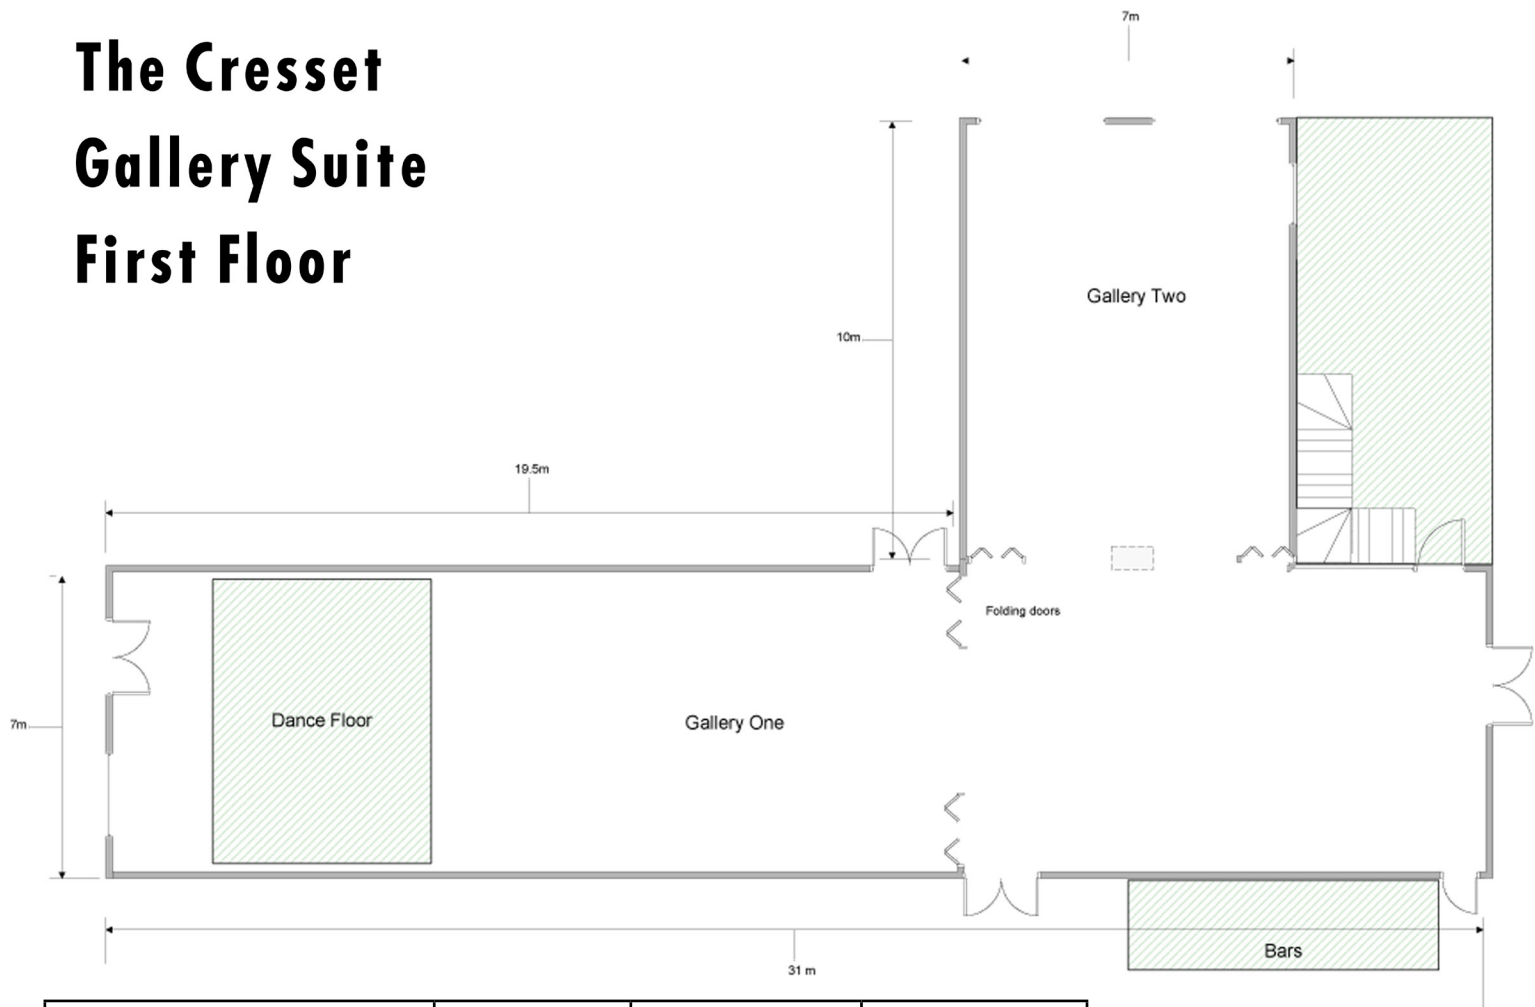 The Cresset
Gallery Suite
First Floor
7m
10m
Gallery Two
19.5m
Folding doors
7m
Dance Floor
Gallery One
Bars
31 m